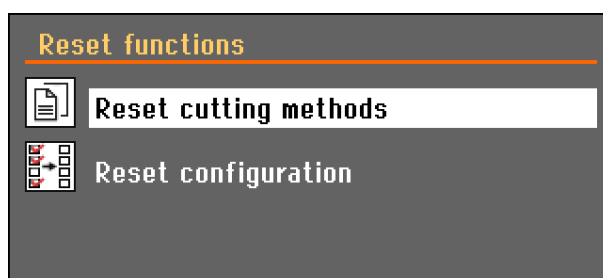 Reset functions
Reset cutting methods
Reset configuration